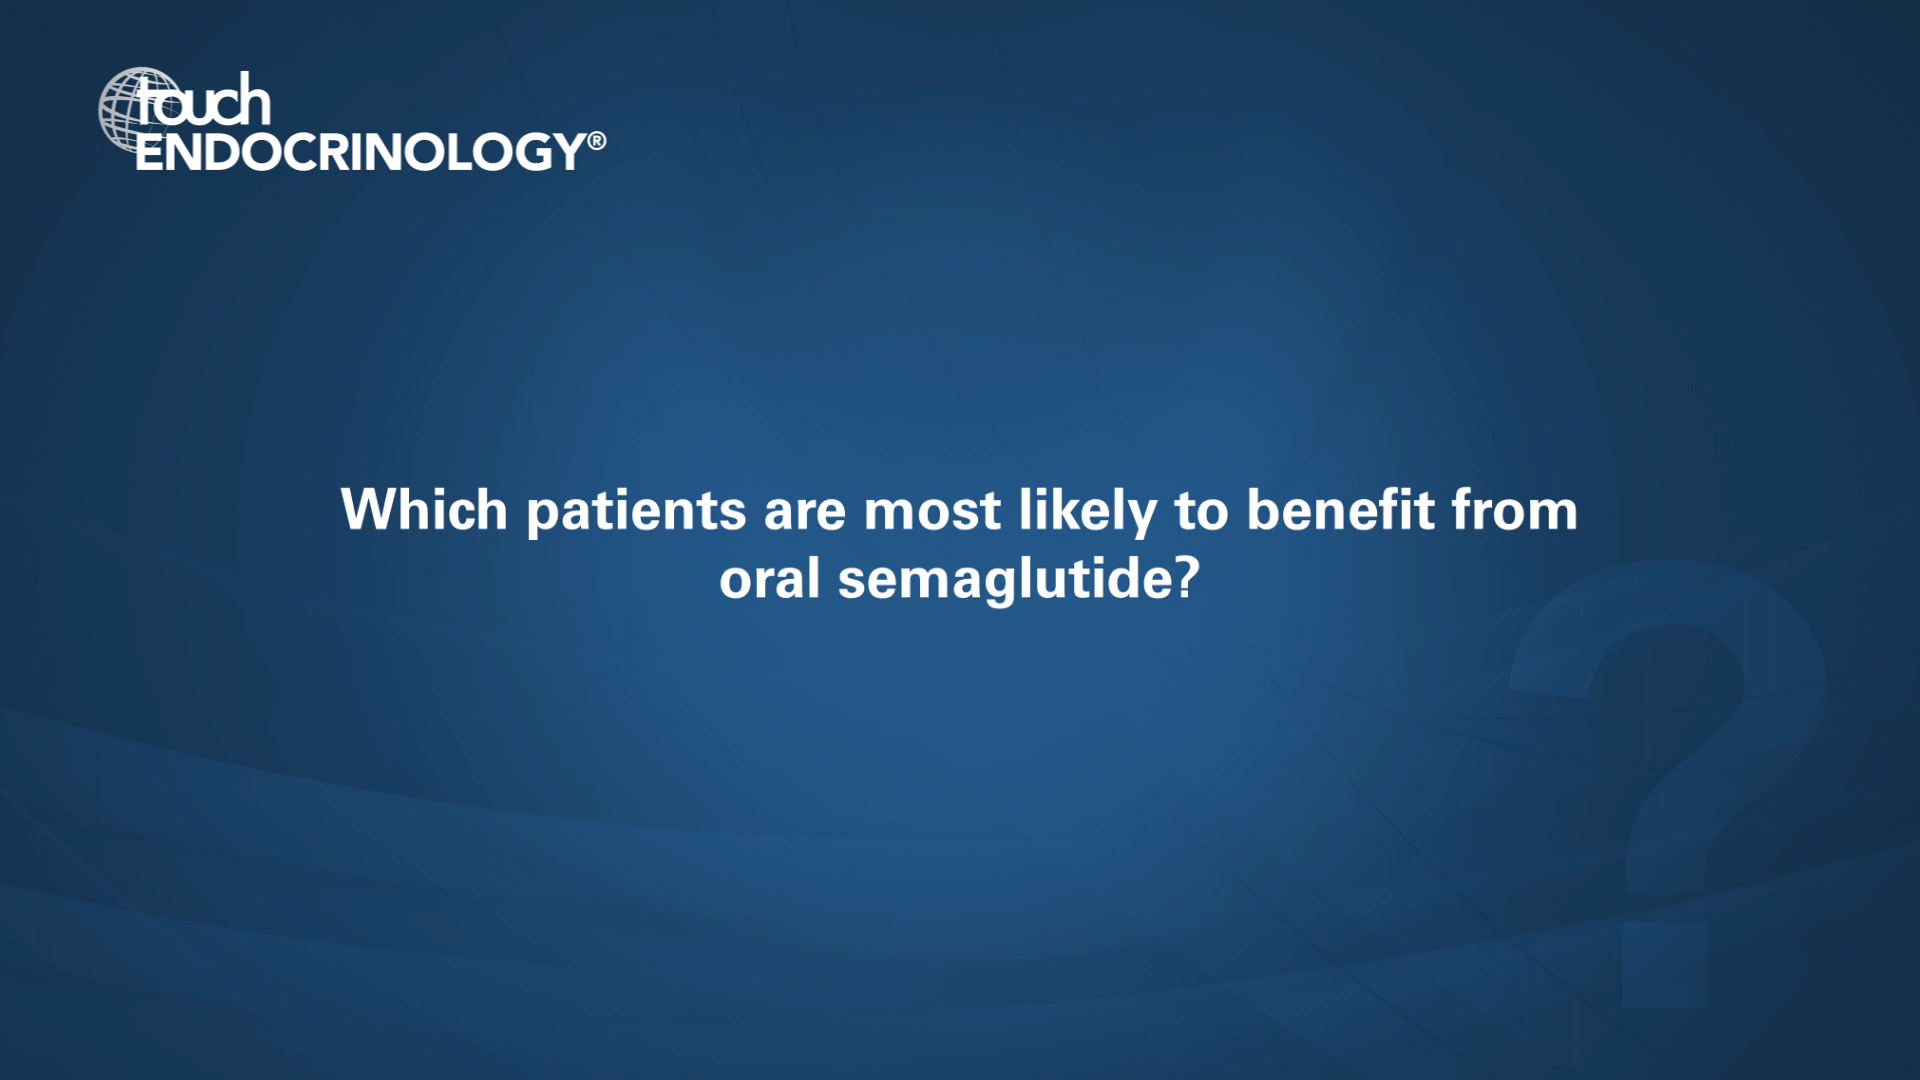 touch
ENDOCRINOLOGY®
Which patients are most likely to benefit from
oral semaglutide?
?